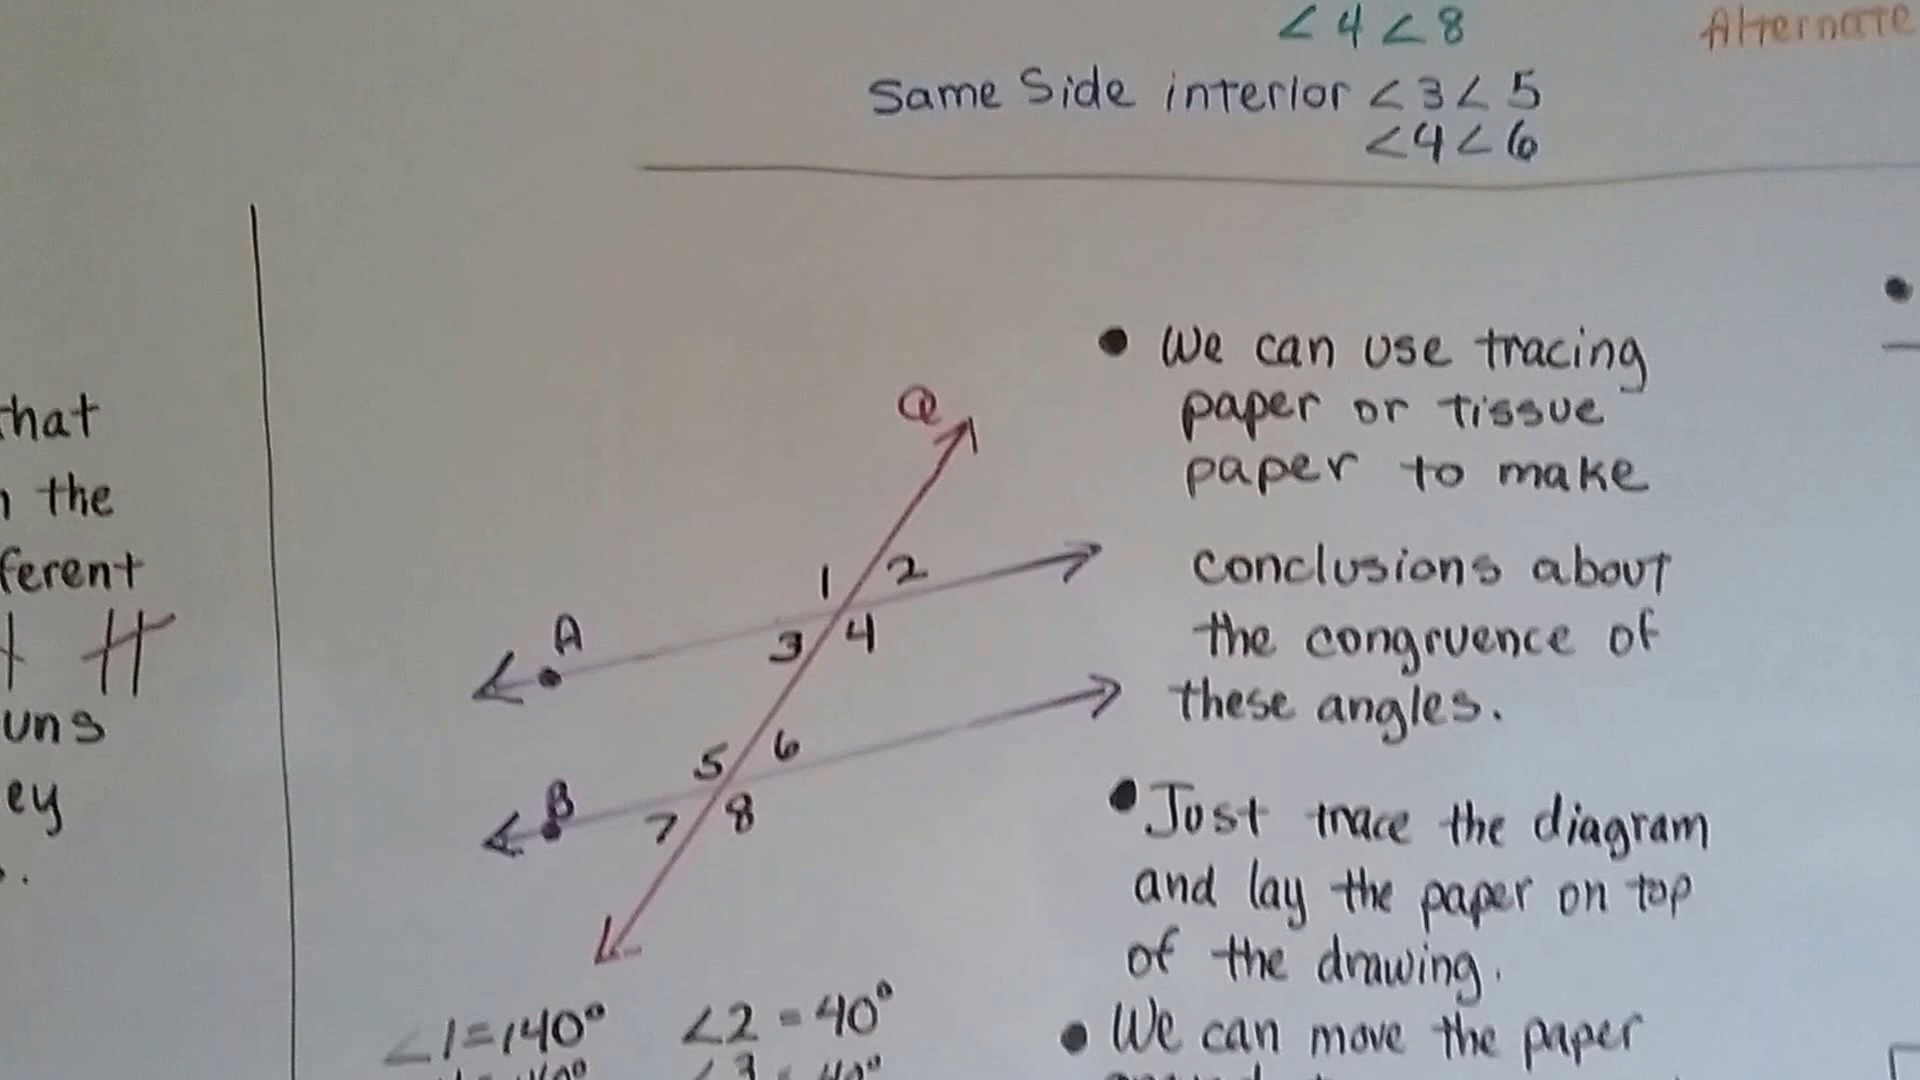 ∠4∠8
Alternate
Same Side interior ∠3∠5
∠4∠6
that
the
ferent
uns
ey
• We can use tracing
paper or tissue
paper to make
conclusions about
the congruence of
these angles.
Q
1 2
A
3 4
5 6
B
7 8
• Just trace the diagram
and lay the paper on top
of the drawing.
∠1=140° ∠2=40°
• We can move the paper